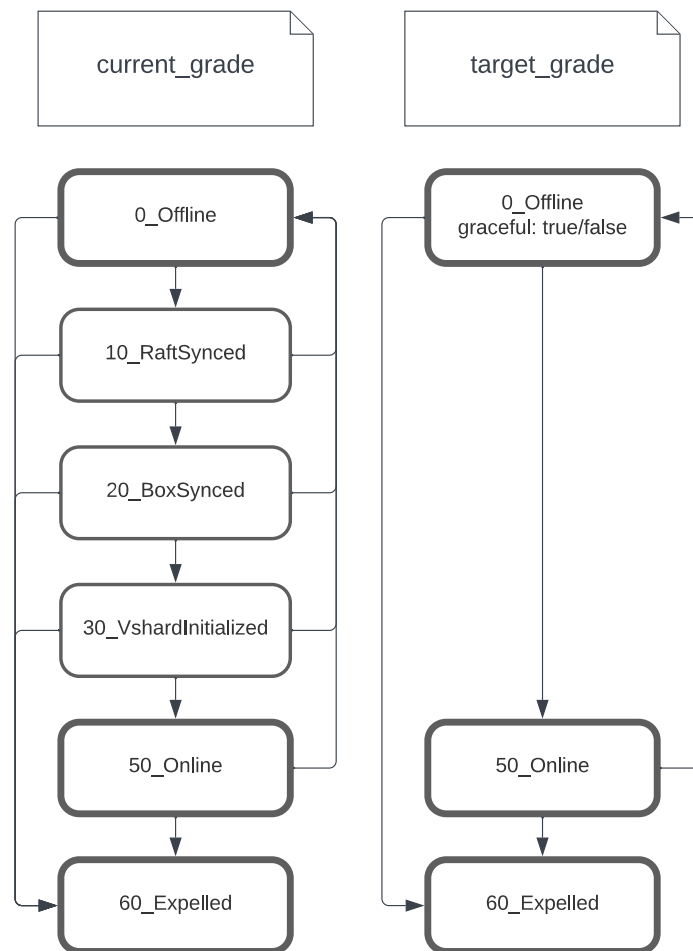 current_grade
target_grade
0_Offline
10_RaftSynced
20_BoxSynced
30_VshardInitialized
50_Online
60_Expelled
0_Offline
graceful: true/false
50_Online
60_Expelled